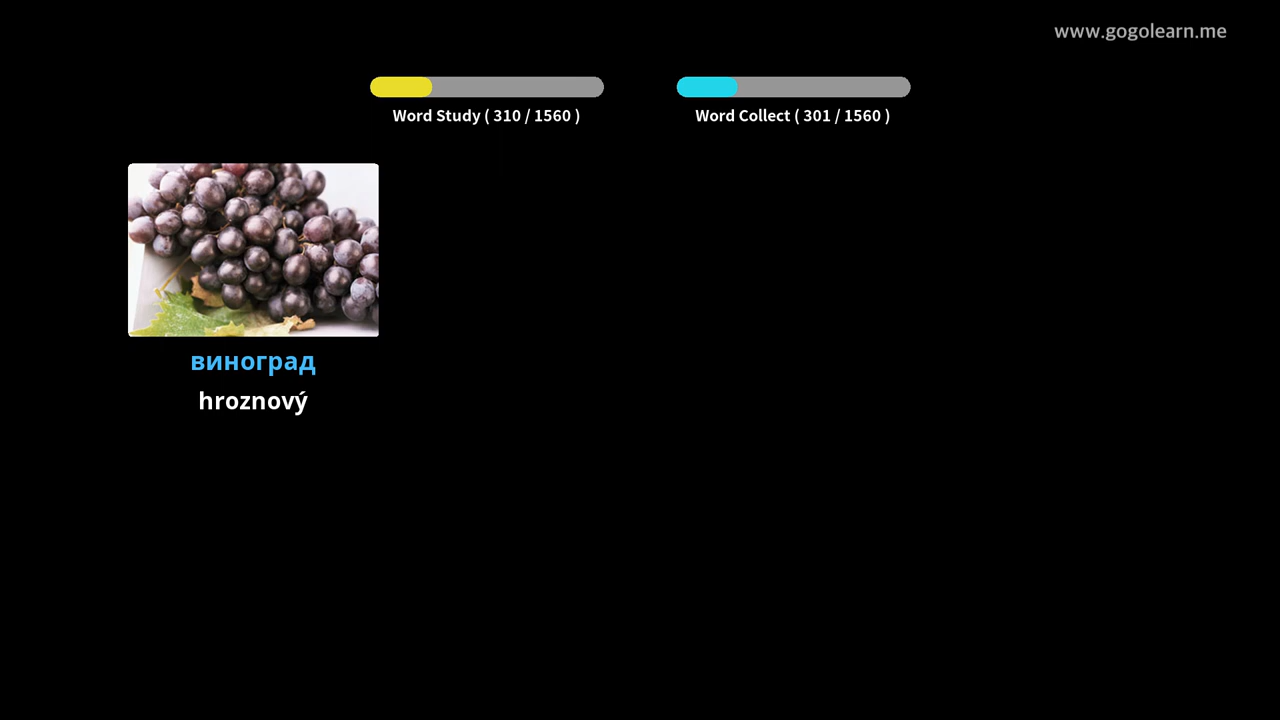 www.gogolearn.me
Word Study ( 310 / 1560 )
Word Collect ( 301 / 1560 )
виноград
hroznový